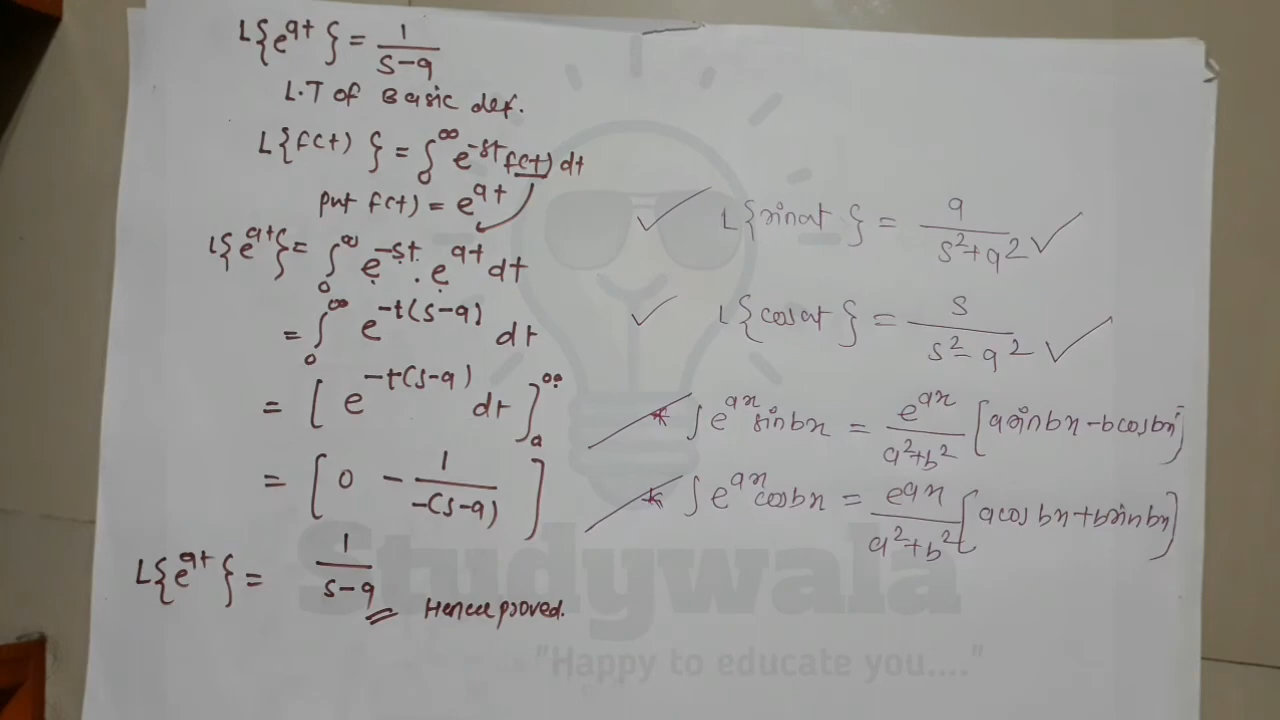 L{e^at} = 1/(s-a)
L.T of Basic def.
L{f(t)} = ∫₀^∞ e^-st f(t) dt
put f(t) = e^at
L{e^at} = ∫₀^∞ e^-st . e^at dt
= ∫₀^∞ e^-t(s-a) dt
= [e^-t(s-a) dt]₀^∞
= [0 - 1/-(s-a)]
L{e^at} = 1/(s-a)
Hence proved.
✓ L{sinat} = a/(s²+a²) ✓
✓ L{cosat} = s/(s²-a²) ✓
* ∫e^ax sinbx = e^ax/(a²+b²) [asinbx-bcosbx]
* ∫e^ax cosbx = e^ax/(a²+b²) [acosbx+bsinbx]
Studywala
"Happy to educate you...."